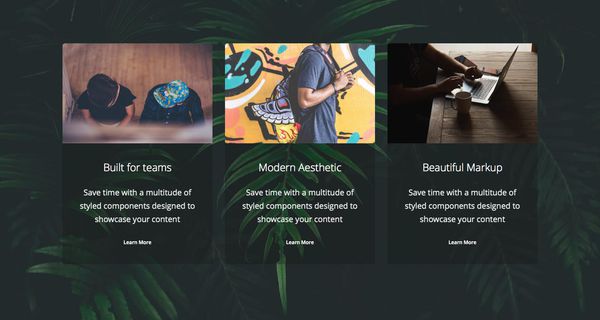 Built for teams
Save time with a multitude of
styled components designed to
showcase your content
Learn More
Modern Aesthetic
Save time with a multitude of
styled components designed to
showcase your content
Learn More
Beautiful Markup
Save time with a multitude of
styled components designed to
showcase your content
Learn More